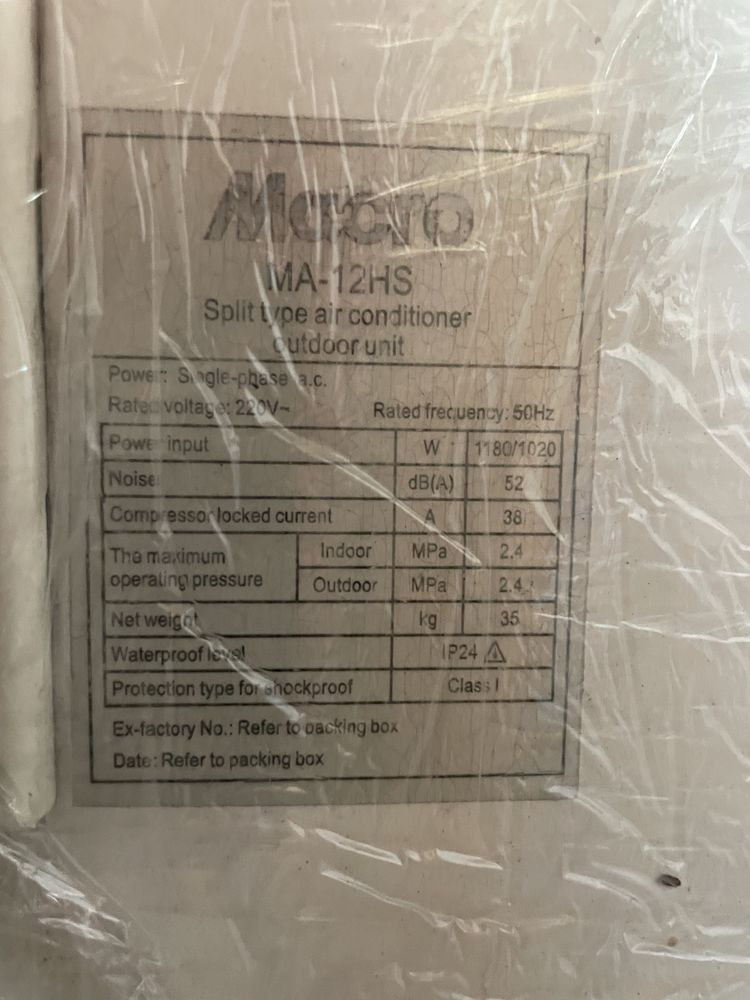 Macro
MA-12HS
Split type air conditioner
outdoor unit
Power: Single-phase a.c.
Rated voltage: 220V~ Rated frequency: 50Hz
Power input W 1180/1020
Noise dB(A) 52
Compressor locked current A 38
The maximum operating pressure Indoor MPa 2.4
Outdoor MPa 2.4
Net weight kg 35
Waterproof level IP24
Protection type for shockproof Class I
Ex-factory No.: Refer to packing box
Date: Refer to packing box